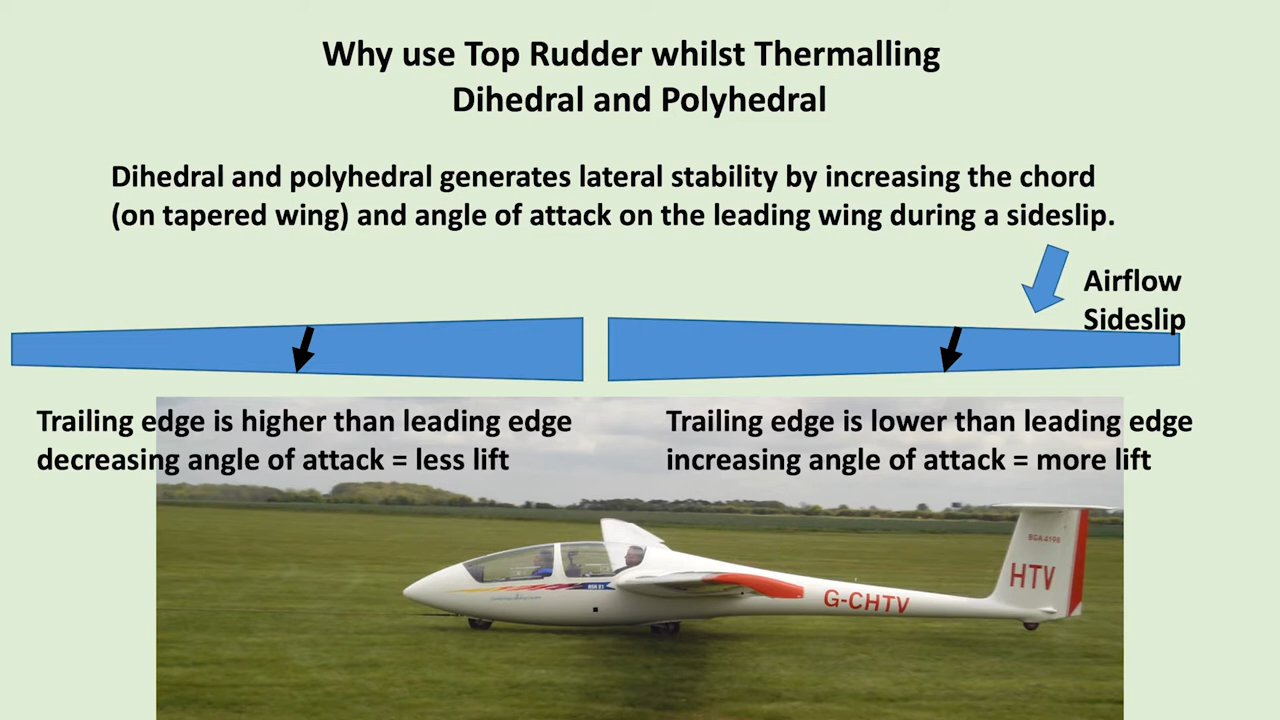 Why use Top Rudder whilst Thermalling
Dihedral and Polyhedral
Dihedral and polyhedral generates lateral stability by increasing the chord
(on tapered wing) and angle of attack on the leading wing during a sideslip.
Airflow
Sideslip
Trailing edge is higher than leading edge
decreasing angle of attack = less lift
Trailing edge is lower than leading edge
increasing angle of attack = more lift
BGA 4198
HTV
G-CHTV